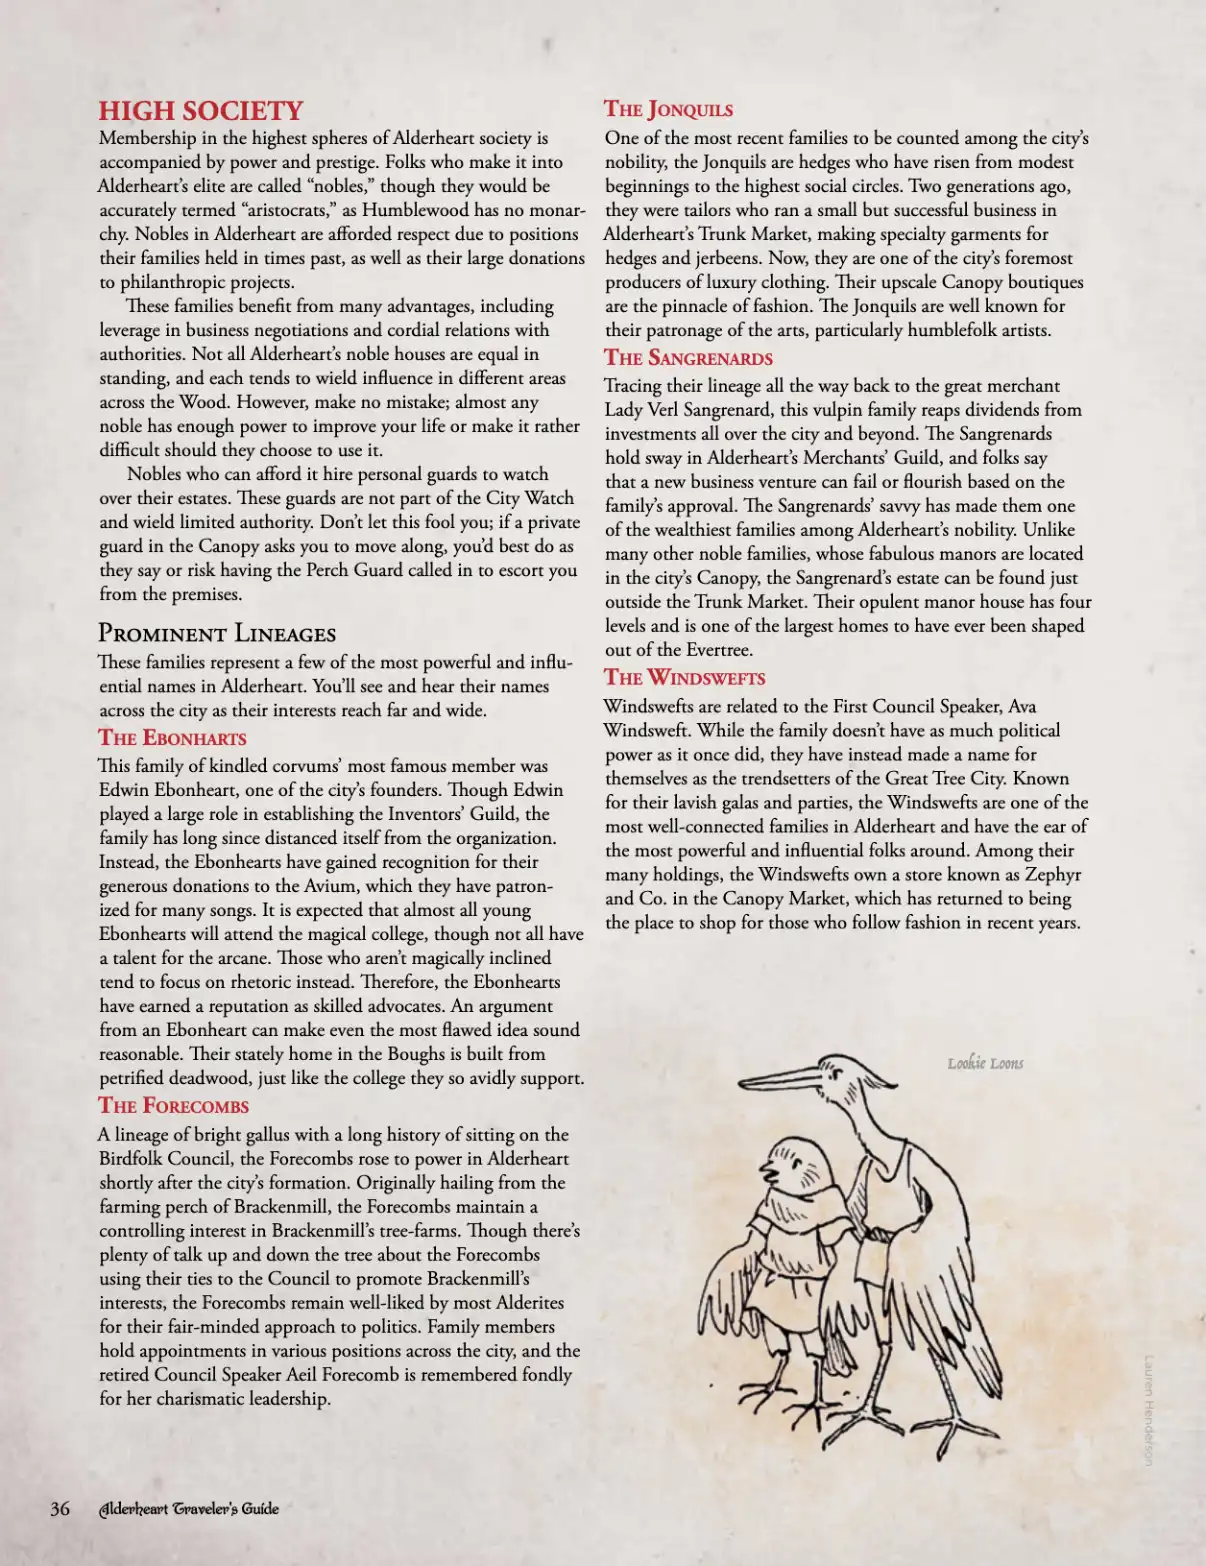 HIGH SOCIETY
Membership in the highest spheres of Alderheart society is
accompanied by power and prestige. Folks who make it into
Alderheart’s elite are called “nobles,” though they would be
accurately termed “aristocrats,” as Humblewood has no monar-
chy. Nobles in Alderheart are afforded respect due to positions
their families held in times past, as well as their large donations
to philanthropic projects.
These families benefit from many advantages, including
leverage in business negotiations and cordial relations with
authorities. Not all Alderheart’s noble houses are equal in
standing, and each tends to wield influence in different areas
across the Wood. However, make no mistake; almost any
noble has enough power to improve your life or make it rather
difficult should they choose to use it.
Nobles who can afford it hire personal guards to watch
over their estates. These guards are not part of the City Watch
and wield limited authority. Don’t let this fool you; if a private
guard in the Canopy asks you to move along, you’d best do as
they say or risk having the Perch Guard called in to escort you
from the premises.
Prominent Lineages
These families represent a few of the most powerful and influ-
ential names in Alderheart. You’ll see and hear their names
across the city as their interests reach far and wide.
The Ebonharts
This family of kindled corvums’ most famous member was
Edwin Ebonheart, one of the city’s founders. Though Edwin
played a large role in establishing the Inventors’ Guild, the
family has long since distanced itself from the organization.
Instead, the Ebonhearts have gained recognition for their
generous donations to the Avium, which they have patron-
ized for many songs. It is expected that almost all young
Ebonhearts will attend the magical college, though not all have
a talent for the arcane. Those who aren’t magically inclined
tend to focus on rhetoric instead. Therefore, the Ebonhearts
have earned a reputation as skilled advocates. An argument
from an Ebonheart can make even the most flawed idea sound
reasonable. Their stately home in the Boughs is built from
petrified deadwood, just like the college they so avidly support.
The Forecombs
A lineage of bright gallus with a long history of sitting on the
Birdfolk Council, the Forecombs rose to power in Alderheart
shortly after the city’s formation. Originally hailing from the
farming perch of Brackenmill, the Forecombs maintain a
controlling interest in Brackenmill’s tree-farms. Though there’s
plenty of talk up and down the tree about the Forecombs
using their ties to the Council to promote Brackenmill’s
interests, the Forecombs remain well-liked by most Alderites
for their fair-minded approach to politics. Family members
hold appointments in various positions across the city, and the
retired Council Speaker Aeil Forecomb is remembered fondly
for her charismatic leadership.
The Jonquils
One of the most recent families to be counted among the city’s
nobility, the Jonquils are hedges who have risen from modest
beginnings to the highest social circles. Two generations ago,
they were tailors who ran a small but successful business in
Alderheart’s Trunk Market, making specialty garments for
hedges and jerbeens. Now, they are one of the city’s foremost
producers of luxury clothing. Their upscale Canopy boutiques
are the pinnacle of fashion. The Jonquils are well known for
their patronage of the arts, particularly humblefolk artists.
The Sangrenards
Tracing their lineage all the way back to the great merchant
Lady Verl Sangrenard, this vulpin family reaps dividends from
investments all over the city and beyond. The Sangrenards
hold sway in Alderheart’s Merchants’ Guild, and folks say
that a new business venture can fail or flourish based on the
family’s approval. The Sangrenards’ savvy has made them one
of the wealthiest families among Alderheart’s nobility. Unlike
many other noble families, whose fabulous manors are located
in the city’s Canopy, the Sangrenard’s estate can be found just
outside the Trunk Market. Their opulent manor house has four
levels and is one of the largest homes to have ever been shaped
out of the Evertree.
The Windswefts
Windswefts are related to the First Council Speaker, Ava
Windsweft. While the family doesn’t have as much political
power as it once did, they have instead made a name for
themselves as the trendsetters of the Great Tree City. Known
for their lavish galas and parties, the Windswefts are one of the
most well-connected families in Alderheart and have the ear of
the most powerful and influential folks around. Among their
many holdings, the Windswefts own a store known as Zephyr
and Co. in the Canopy Market, which has returned to being
the place to shop for those who follow fashion in recent years.
Lookie Loons
Lauren Henderson
36 Alderheart Traveler’s Guide